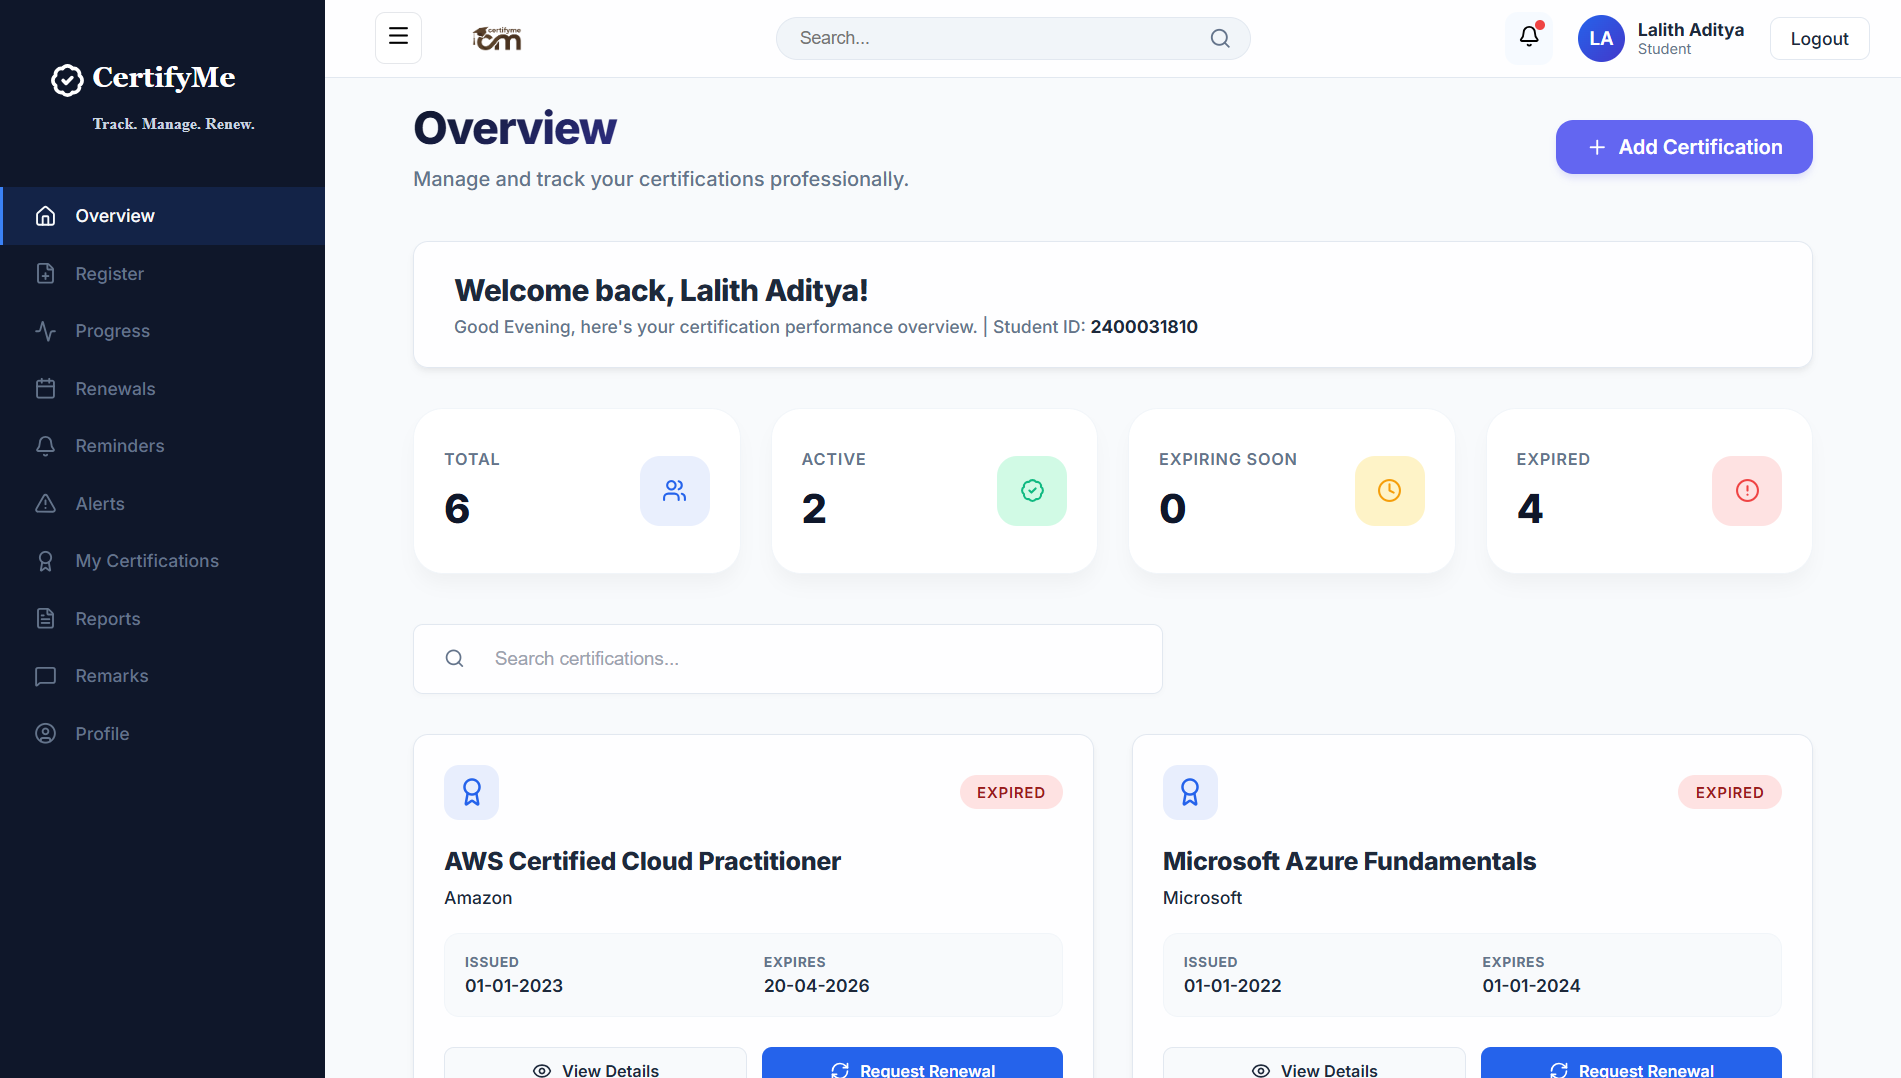 CertifyMe
Track. Manage. Renew.
Overview
Register
Progress
Renewals
Reminders
Alerts
My Certifications
Reports
Remarks
Profile
certifyme
cm
Search...
LA
Lalith Aditya
Student
Logout
Overview
Manage and track your certifications professionally.
+ Add Certification
Welcome back, Lalith Aditya!
Good Evening, here's your certification performance overview. | Student ID: 2400031810
TOTAL
6
ACTIVE
2
EXPIRING SOON
0
EXPIRED
4
Search certifications...
EXPIRED
AWS Certified Cloud Practitioner
Amazon
ISSUED
01-01-2023
EXPIRES
20-04-2026
View Details
Request Renewal
EXPIRED
Microsoft Azure Fundamentals
Microsoft
ISSUED
01-01-2022
EXPIRES
01-01-2024
View Details
Request Renewal